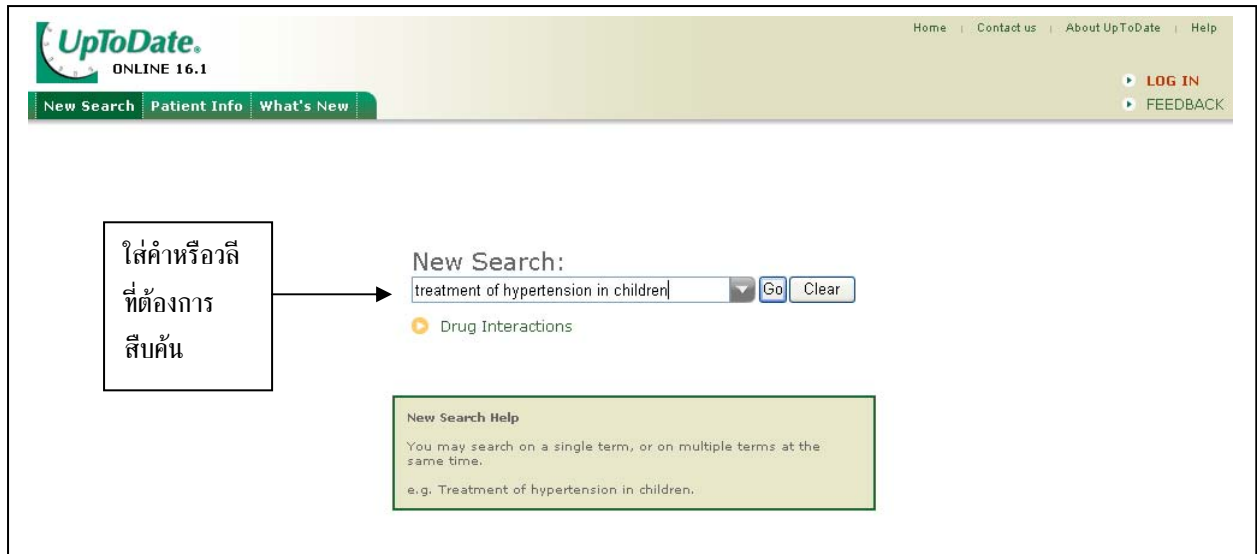 UpToDate®
ONLINE 16.1
Home | Contact us | About UpToDate | Help
LOG IN
FEEDBACK
New Search Patient Info What's New
ใส่คำหรือวลี
ที่ต้องการ
สืบค้น
New Search:
treatment of hypertension in children Go Clear
Drug Interactions
New Search Help
You may search on a single term, or on multiple terms at the
same time.
e.g. Treatment of hypertension in children.